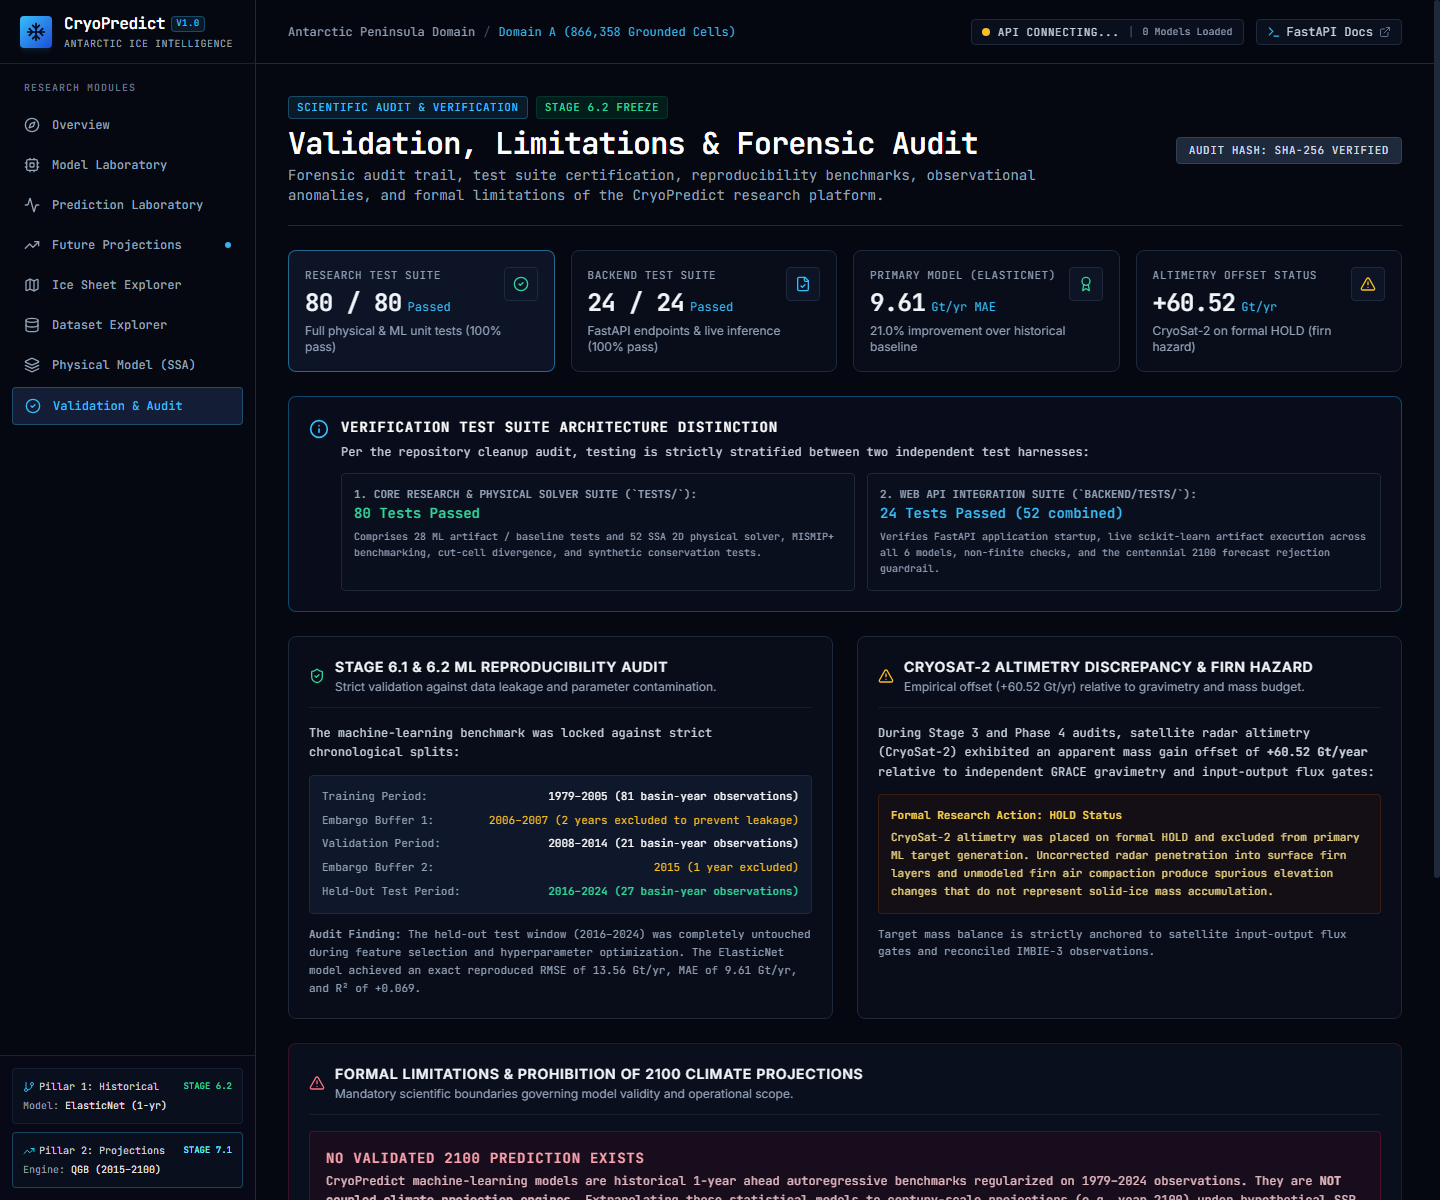 CryoPredict V1.0
ANTARCTIC ICE INTELLIGENCE
RESEARCH MODULES
Overview
Model Laboratory
Prediction Laboratory
Future Projections
Ice Sheet Explorer
Dataset Explorer
Physical Model (SSA)
Validation & Audit
Pillar 1: Historical STAGE 6.2
Model: ElasticNet (1-yr)
Pillar 2: Projections STAGE 7.1
Engine: QGB (2015-2100)
Antarctic Peninsula Domain / Domain A (866,358 Grounded Cells)
API CONNECTING... | 0 Models Loaded
FastAPI Docs
SCIENTIFIC AUDIT & VERIFICATION
STAGE 6.2 FREEZE
Validation, Limitations & Forensic Audit
Forensic audit trail, test suite certification, reproducibility benchmarks, observational
anomalies, and formal limitations of the CryoPredict research platform.
AUDIT HASH: SHA-256 VERIFIED
RESEARCH TEST SUITE
80 / 80 Passed
Full physical & ML unit tests (100%
pass)
BACKEND TEST SUITE
24 / 24 Passed
FastAPI endpoints & live inference
(100% pass)
PRIMARY MODEL (ELASTICNET)
9.61 Gt/yr MAE
21.0% improvement over historical
baseline
ALTIMETRY OFFSET STATUS
+60.52 Gt/yr
CryoSat-2 on formal HOLD (firn
hazard)
VERIFICATION TEST SUITE ARCHITECTURE DISTINCTION
Per the repository cleanup audit, testing is strictly stratified between two independent test harnesses:
1. CORE RESEARCH & PHYSICAL SOLVER SUITE (`TESTS/`):
80 Tests Passed
Comprises 28 ML artifact / baseline tests and 52 SSA 2D physical solver, MISMIP+
benchmarking, cut-cell divergence, and synthetic conservation tests.
2. WEB API INTEGRATION SUITE (`BACKEND/TESTS/`):
24 Tests Passed (52 combined)
Verifies FastAPI application startup, live scikit-learn artifact execution across
all 6 models, non-finite checks, and the centennial 2100 forecast rejection
guardrail.
STAGE 6.1 & 6.2 ML REPRODUCIBILITY AUDIT
Strict validation against data leakage and parameter contamination.
The machine-learning benchmark was locked against strict
chronological splits:
Training Period: 1979-2005 (81 basin-year observations)
Embargo Buffer 1: 2006-2007 (2 years excluded to prevent leakage)
Validation Period: 2008-2014 (21 basin-year observations)
Embargo Buffer 2: 2015 (1 year excluded)
Held-Out Test Period: 2016-2024 (27 basin-year observations)
Audit Finding: The held-out test window (2016-2024) was completely untouched
during feature selection and hyperparameter optimization. The ElasticNet
model achieved an exact reproduced RMSE of 13.56 Gt/yr, MAE of 9.61 Gt/yr,
and R² of +0.069.
CRYOSAT-2 ALTIMETRY DISCREPANCY & FIRN HAZARD
Empirical offset (+60.52 Gt/yr) relative to gravimetry and mass budget.
During Stage 3 and Phase 4 audits, satellite radar altimetry
(CryoSat-2) exhibited an apparent mass gain offset of +60.52 Gt/year
relative to independent GRACE gravimetry and input-output flux gates:
Formal Research Action: HOLD Status
CryoSat-2 altimetry was placed on formal HOLD and excluded from primary
ML target generation. Uncorrected radar penetration into surface firn
layers and unmodeled firn air compaction produce spurious elevation
changes that do not represent solid-ice mass accumulation.
Target mass balance is strictly anchored to satellite input-output flux
gates and reconciled IMBIE-3 observations.
FORMAL LIMITATIONS & PROHIBITION OF 2100 CLIMATE PROJECTIONS
Mandatory scientific boundaries governing model validity and operational scope.
NO VALIDATED 2100 PREDICTION EXISTS
CryoPredict machine-learning models are historical 1-year ahead autoregressive benchmarks regularized on 1979-2024 observations. They are NOT
coupled climate projection engines. Extrapolating these statistical models to century-scale projections (e.g. year 2100) under hypothetical SSP